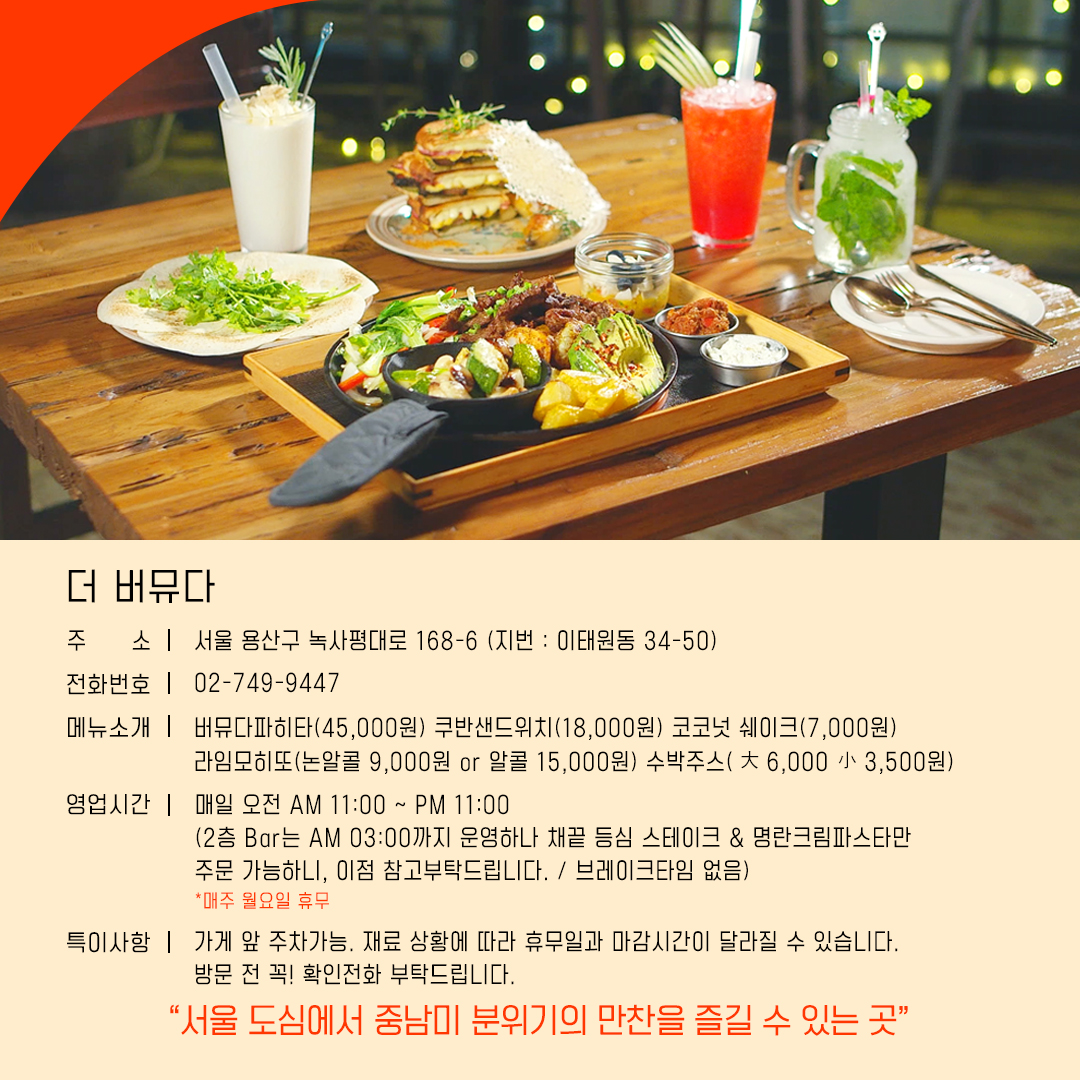 더 버뮤다
주 소 | 서울 용산구 녹사평대로 168-6 (지번 : 이태원동 34-50)
전화번호 | 02-749-9447
메뉴소개 | 버뮤다파히타(45,000원) 쿠반샌드위치(18,000원) 코코넛 쉐이크(7,000원)
라임모히또(논알콜 9,000원 or 알콜 15,000원) 수박주스( 大 6,000 小 3,500원)
영업시간 | 매일 오전 AM 11:00 ~ PM 11:00
(2층 Bar는 AM 03:00까지 운영하나 채끝 등심 스테이크 & 명란크림파스타만
주문 가능하니, 이점 참고부탁드립니다. / 브레이크타임 없음)
*매주 월요일 휴무
특이사항 | 가게 앞 주차가능. 재료 상황에 따라 휴무일과 마감시간이 달라질 수 있습니다.
방문 전 꼭! 확인전화 부탁드립니다.
“서울 도심에서 중남미 분위기의 만찬을 즐길 수 있는 곳”